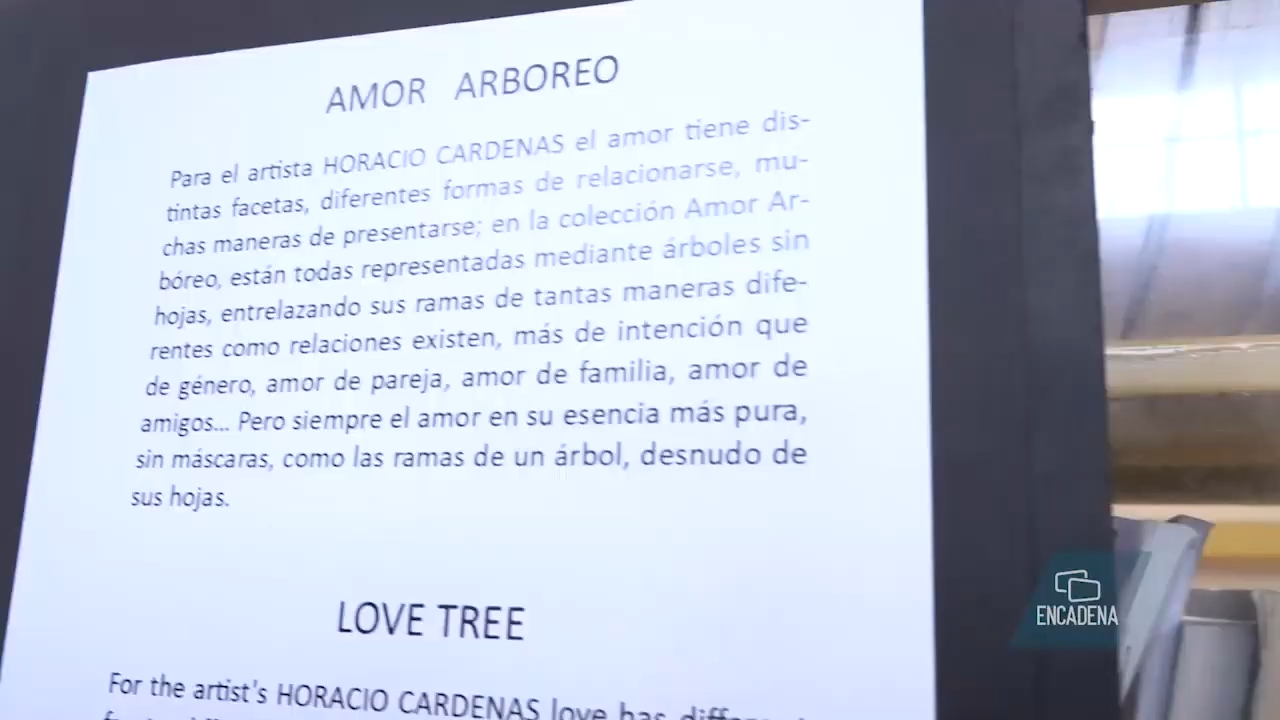 AMOR ARBOREO
Para el artista HORACIO CARDENAS el amor tiene dis-
tintas facetas, diferentes formas de relacionarse, mu-
chas maneras de presentarse; en la colección Amor Ar-
bóreo, están todas representadas mediante árboles sin
hojas, entrelazando sus ramas de tantas maneras dife-
rentes como relaciones existen, más de intención que
de género, amor de pareja, amor de familia, amor de
amigos... Pero siempre el amor en su esencia más pura,
sin máscaras, como las ramas de un árbol, desnudo de
sus hojas.
LOVE TREE
For the artist's HORACIO CARDENAS love has
ENCADENA